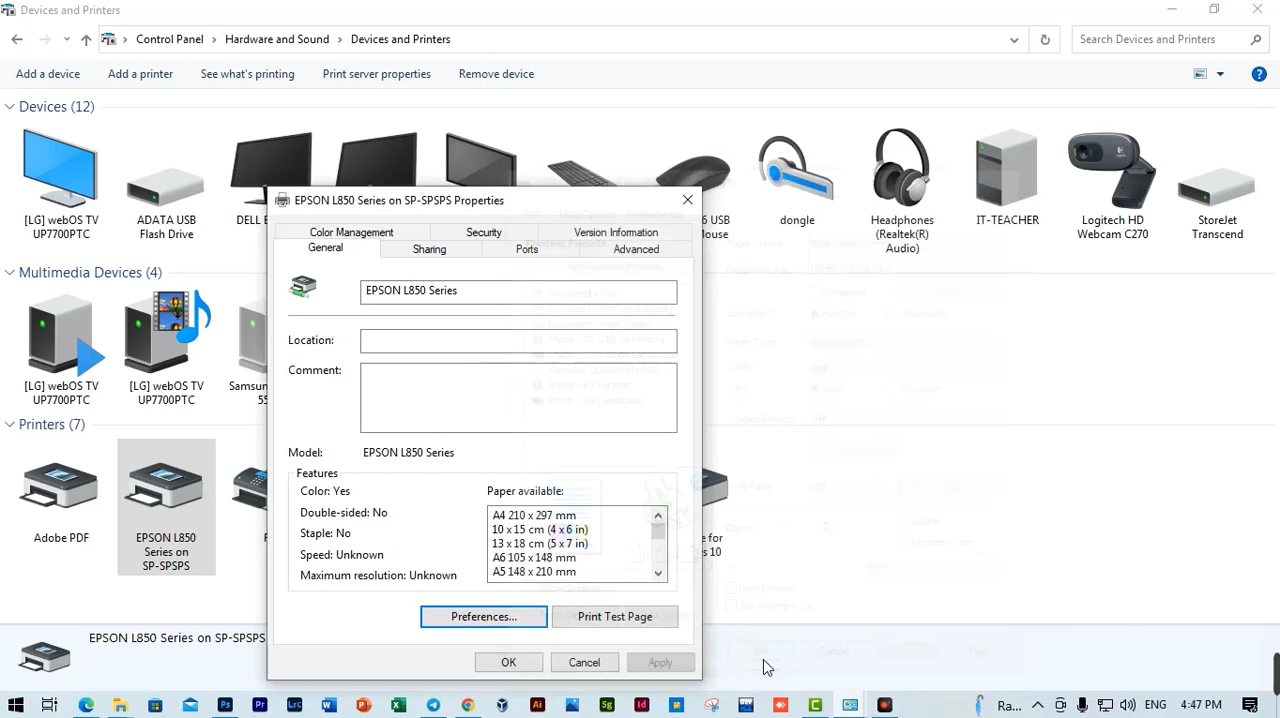 Devices and Printers
Control Panel
Hardware and Sound
Devices and Printers
Search Devices and Printers
Add a device
Add a printer
See what's printing
Print server properties
Remove device
Devices (12)
[LG] webOS TV
UP7700PTC
ADATA USB
Flash Drive
dongle
Headphones
(Realtek(R)
Audio)
IT-TEACHER
Logitech HD
Webcam C270
StoreJet
Transcend
Multimedia Devices (4)
[LG] webOS TV
UP7700PTC
[LG] webOS TV
UP7700PTC
Printers (7)
Adobe PDF
EPSON L850
Series on
SP-SPSPS
EPSON L850 Series on SP-SPSPS Properties
Color Management
Security
Version Information
General
Sharing
Ports
Advanced
EPSON L850 Series
Location:
Comment:
Model:
EPSON L850 Series
Features
Color: Yes
Double-sided: No
Staple: No
Speed: Unknown
Maximum resolution: Unknown
Paper available:
A4 210 x 297 mm
10 x 15 cm (4 x 6 in)
13 x 18 cm (5 x 7 in)
A6 105 x 148 mm
A5 148 x 210 mm
Preferences...
Print Test Page
OK
Cancel
Apply
EPSON L850 Series on SP-SPSPS
Ra...
ENG
4:47 PM